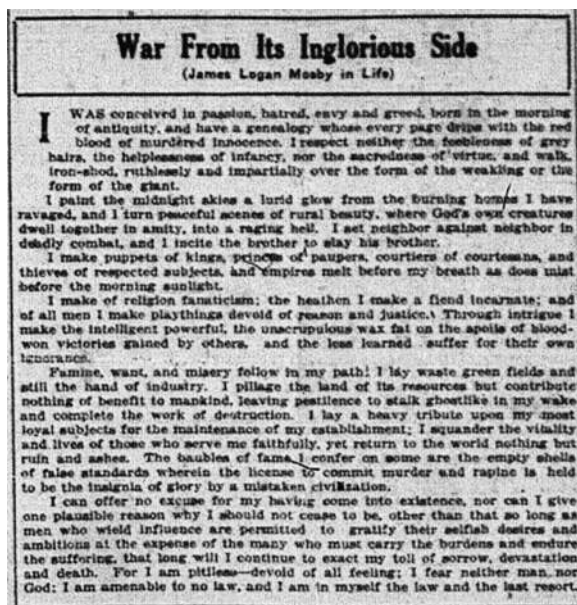 War From Its Inglorious Side
(James Logan Mosby in Life)
I WAS conceived in passion, hatred, envy and greed, born in the morning
of antiquity, and have a genealogy whose every page drips with the red
blood of murdered innocence. I respect neither the feebleness of grey
hairs, the helplessness of infancy, nor the sacredness of virtue, and walk,
iron-shod, ruthlessly and impartially over the form of the weakling or the
form of the giant.
I paint the midnight skies a lurid glow from the burning homes I have
ravaged, and I turn peaceful scenes of rural beauty, where God's own creatures
dwell together in amity, into a raging hell. I set neighbor against neighbor in
deadly combat, and I incite the brother to slay his brother.
I make puppets of kings, princes of paupers, courtiers of courtesans, and
thieves of respected subjects, and empires melt before my breath as does mist
before the morning sunlight.
I make of religion fanaticism; the heathen I make a fiend incarnate; and
of all men I make playthings devoid of reason and justice. Through intrigue I
make the intelligent powerful, the unscrupulous wax fat on the spoils of blood-
won victories gained by others, and the less learned suffer for their own
ignorance.
Famine, want, and misery follow in my path; I lay waste green fields and
still the hand of industry. I pillage the land of its resources but contribute
nothing of benefit to mankind, leaving pestilence to stalk ghostlike in my wake
and complete the work of destruction. I lay a heavy tribute upon my most
loyal subjects for the maintenance of my establishment; I squander the vitality
and lives of those who serve me faithfully, yet return to the world nothing but
ruin and ashes. The baubles of fame I confer on some are the empty shells
of false standards wherein the license to commit murder and rapine is held
to be the insignia of glory by a mistaken civilization.
I can offer no excuse for my having come into existence, nor can I give
one plausible reason why I should not cease to be, other than that so long as
men who wield influence are permitted to gratify their selfish desires and
ambitions at the expense of the many who must carry the burdens and endure
the suffering, that long will I continue to exact my toll of sorrow, devastation
and death. For I am pitiless—devoid of all feeling; I fear neither man nor
God; I am amenable to no law, and I am in myself the law and the last resort.